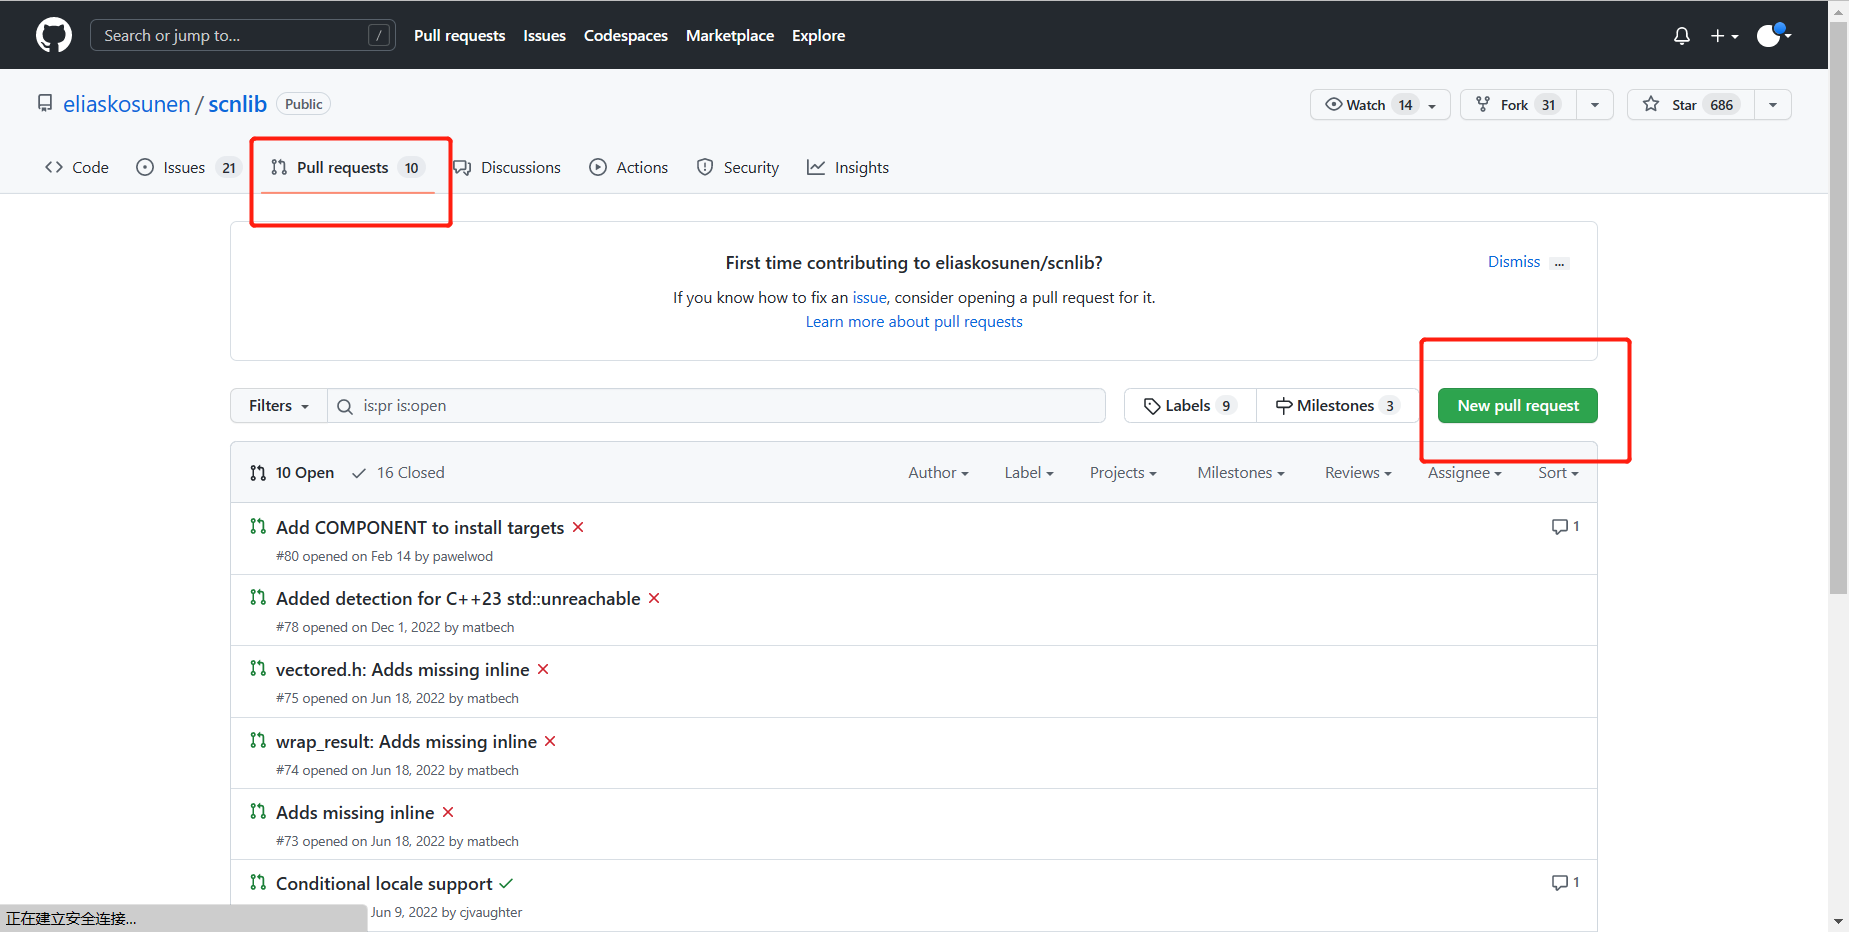 Search or jump to... / Pull requests Issues Codespaces Marketplace Explore
eliaskosunen / scnlib Public Watch 14 Fork 31 Star 686
Code Issues 21 Pull requests 10 Discussions Actions Security Insights
First time contributing to eliaskosunen/scnlib? Dismiss ...
If you know how to fix an issue, consider opening a pull request for it.
Learn more about pull requests
Filters is:pr is:open Labels 9 Milestones 3 New pull request
10 Open 16 Closed Author Label Projects Milestones Reviews Assignee Sort
Add COMPONENT to install targets 1
#80 opened on Feb 14 by pawelwod
Added detection for C++23 std::unreachable
#78 opened on Dec 1, 2022 by matbech
vectored.h: Adds missing inline
#75 opened on Jun 18, 2022 by matbech
wrap_result: Adds missing inline
#74 opened on Jun 18, 2022 by matbech
Adds missing inline
#73 opened on Jun 18, 2022 by matbech
Conditional locale support 1
Jun 9, 2022 by cjvaughter
正在建立安全连接...